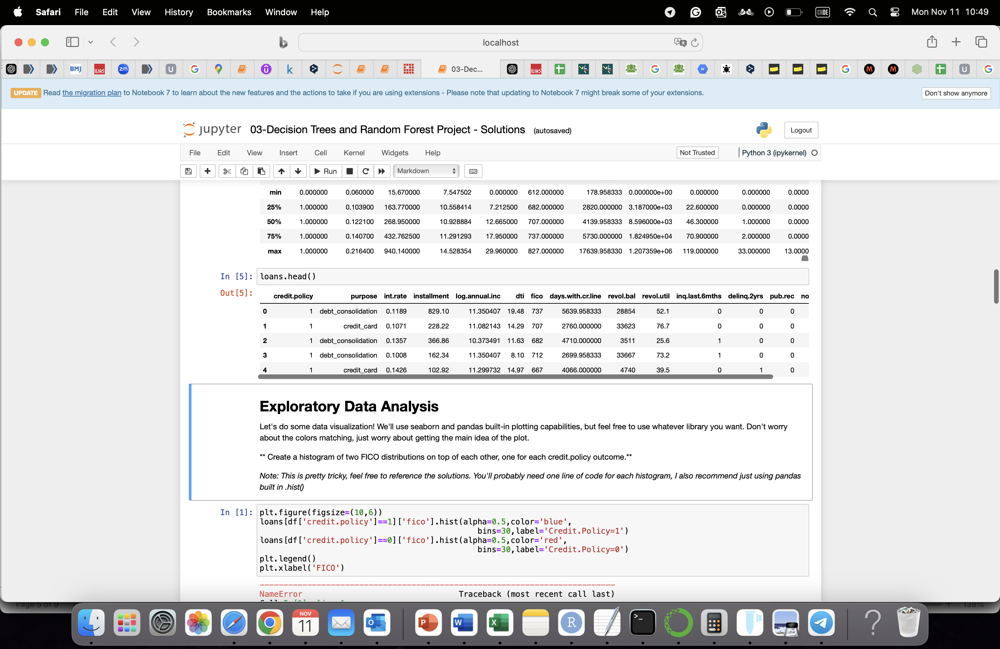 Safari File Edit View History Bookmarks Window Help CHDE Mon Nov 11 10:49
localhost
BMJ ILIAS zm U G k 03-Dec... ILIAS G M M U G
UPDATE Read the migration plan to Notebook 7 to learn about the new features and the actions to take if you are using extensions - Please note that updating to Notebook 7 might break some of your extensions. Don't show anymore
jupyter 03-Decision Trees and Random Forest Project - Solutions (autosaved) Logout
File Edit View Insert Cell Kernel Widgets Help Not Trusted Python 3 (ipykernel)
Run Markdown
min 0.000000 0.060000 15.670000 7.547502 0.000000 612.000000 178.958333 0.000000e+00 0.000000 0.000000 0.0000
25% 1.000000 0.103900 163.770000 10.558414 7.212500 682.000000 2820.000000 3.187000e+03 22.600000 0.000000 0.0000
50% 1.000000 0.122100 268.950000 10.928884 12.665000 707.000000 4139.958333 8.596000e+03 46.300000 1.000000 0.0000
75% 1.000000 0.140700 432.762500 11.291293 17.950000 737.000000 5730.000000 1.824950e+04 70.900000 2.000000 0.0000
max 1.000000 0.216400 940.140000 14.528354 29.960000 827.000000 17639.958330 1.207359e+06 119.000000 33.000000 13.0000
In [5]: loans.head()
Out[5]:
credit.policy purpose int.rate installment log.annual.inc dti fico days.with.cr.line revol.bal revol.util inq.last.6mths delinq.2yrs pub.rec no
0 1 debt_consolidation 0.1189 829.10 11.350407 19.48 737 5639.958333 28854 52.1 0 0 0
1 1 credit_card 0.1071 228.22 11.082143 14.29 707 2760.000000 33623 76.7 0 0 0
2 1 debt_consolidation 0.1357 366.86 10.373491 11.63 682 4710.000000 3511 25.6 1 0 0
3 1 debt_consolidation 0.1008 162.34 11.350407 8.10 712 2699.958333 33667 73.2 1 0 0
4 1 credit_card 0.1426 102.92 11.299732 14.97 667 4066.000000 4740 39.5 0 1 0
Exploratory Data Analysis
Let's do some data visualization! We'll use seaborn and pandas built-in plotting capabilities, but feel free to use whatever library you want. Don't worry
about the colors matching, just worry about getting the main idea of the plot.
** Create a histogram of two FICO distributions on top of each other, one for each credit.policy outcome.**
Note: This is pretty tricky, feel free to reference the solutions. You'll probably need one line of code for each histogram, I also recommend just using pandas
built in .hist()
In [1]: plt.figure(figsize=(10,6))
loans[df['credit.policy']==1]['fico'].hist(alpha=0.5,color='blue',
bins=30,label='Credit.Policy=1')
loans[df['credit.policy']==0]['fico'].hist(alpha=0.5,color='red',
bins=30,label='Credit.Policy=0')
plt.legend()
plt.xlabel('FICO')
---------------------------------------------------------------------------
NameError Traceback (most recent call last)
Page 5 of 9 138%
NOV
11